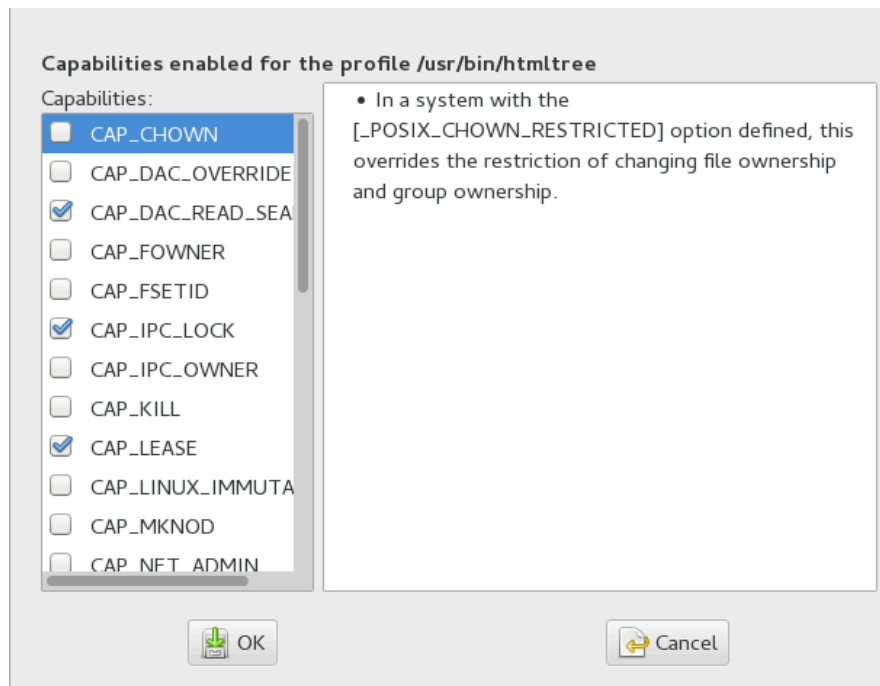 Capabilities enabled for the profile /usr/bin/htmltree
Capabilities:
CAP_CHOWN
CAP_DAC_OVERRIDE
CAP_DAC_READ_SEA
CAP_FOWNER
CAP_FSETID
CAP_IPC_LOCK
CAP_IPC_OWNER
CAP_KILL
CAP_LEASE
CAP_LINUX_IMMUTA
CAP_MKNOD
CAP_NET_ADMIN
• In a system with the
[_POSIX_CHOWN_RESTRICTED] option defined, this
overrides the restriction of changing file ownership
and group ownership.
OK
Cancel